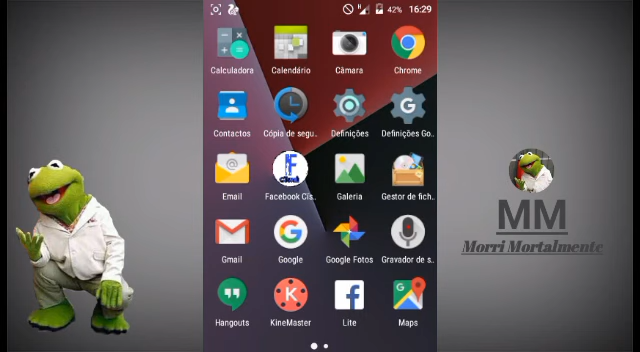 42% 16:29
Calculadora Calendário Câmara Chrome
Contactos Cópia de segu.. Definições Definições Go..
Email Facebook Cis.. Galeria Gestor de fich..
Gmail Google Google Fotos Gravador de s..
Hangouts KineMaster Lite Maps
MM
Morri Mortalmente